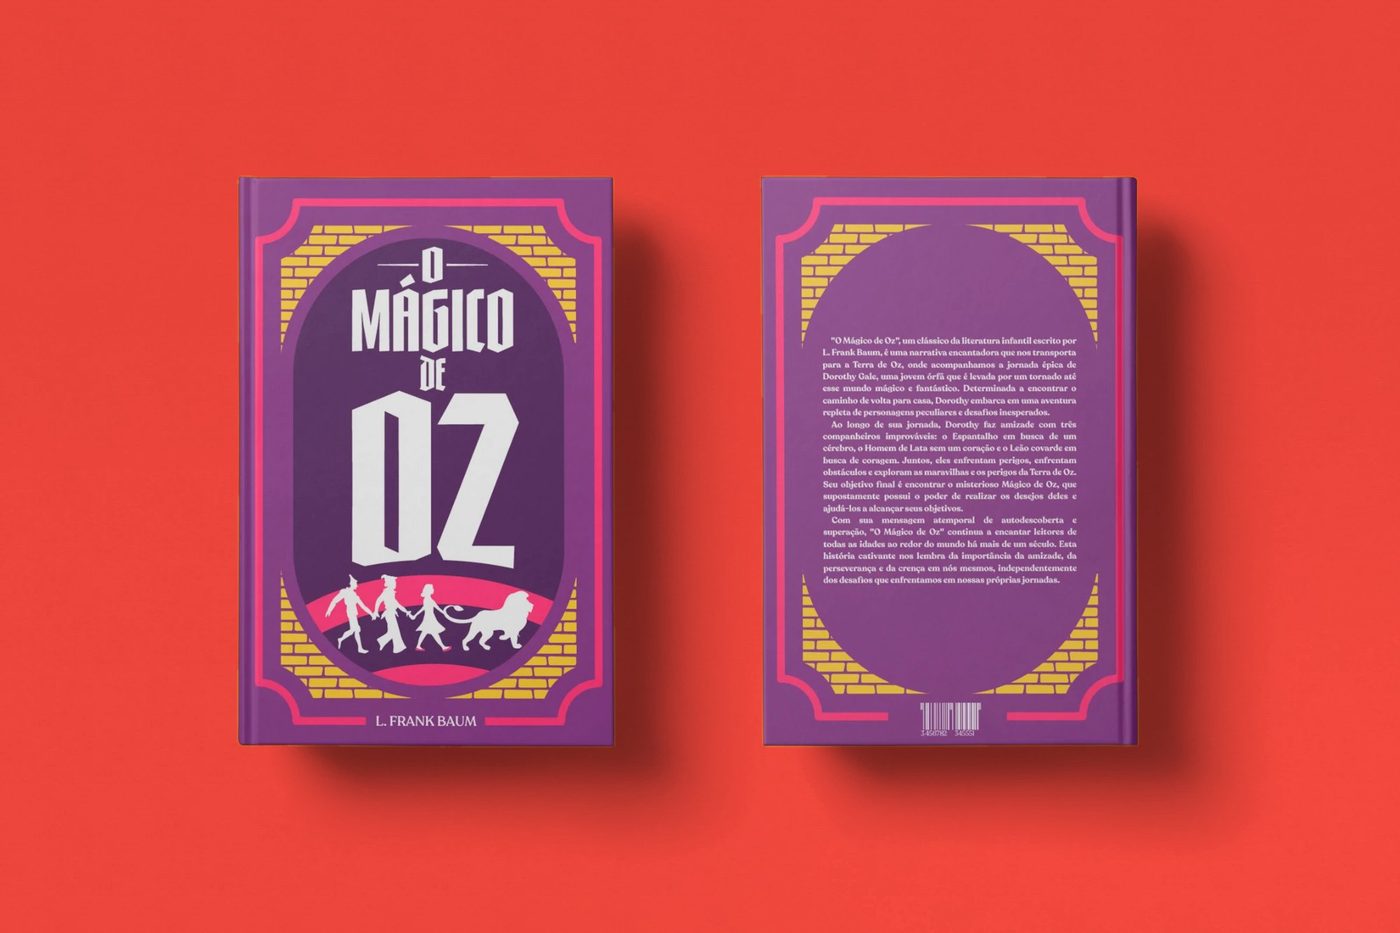 O
MÁGICO
DE
OZ
L. FRANK BAUM
"O Mágico de Oz", um clássico da literatura infantil escrito por
L. Frank Baum, é uma narrativa encantadora que nos transporta
para a Terra de Oz, onde acompanhamos a jornada épica de
Dorothy Gale, uma jovem órfã que é levada por um tornado até
esse mundo mágico e fantástico. Determinada a encontrar o
caminho de volta para casa, Dorothy embarca em uma aventura
repleta de personagens peculiares e desafios inesperados.
Ao longo de sua jornada, Dorothy faz amizade com três
companheiros improváveis: o Espantalho em busca de um
cérebro, o Homem de Lata sem um coração e o Leão covarde em
busca de coragem. Juntos, eles enfrentam perigos, enfrentam
obstáculos e exploram as maravilhas e os perigos da Terra de Oz.
Seu objetivo final é encontrar o misterioso Mágico de Oz, que
supostamente possui o poder de realizar os desejos deles e
ajudá-los a alcançar seus objetivos.
Com sua mensagem atemporal de autodescoberta e
superação, "O Mágico de Oz" continua a encantar leitores de
todas as idades ao redor do mundo há mais de um século. Esta
história cativante nos lembra da importância da amizade, da
perseverança e da crença em nós mesmos, independentemente
dos desafios que enfrentamos em nossas próprias jornadas.